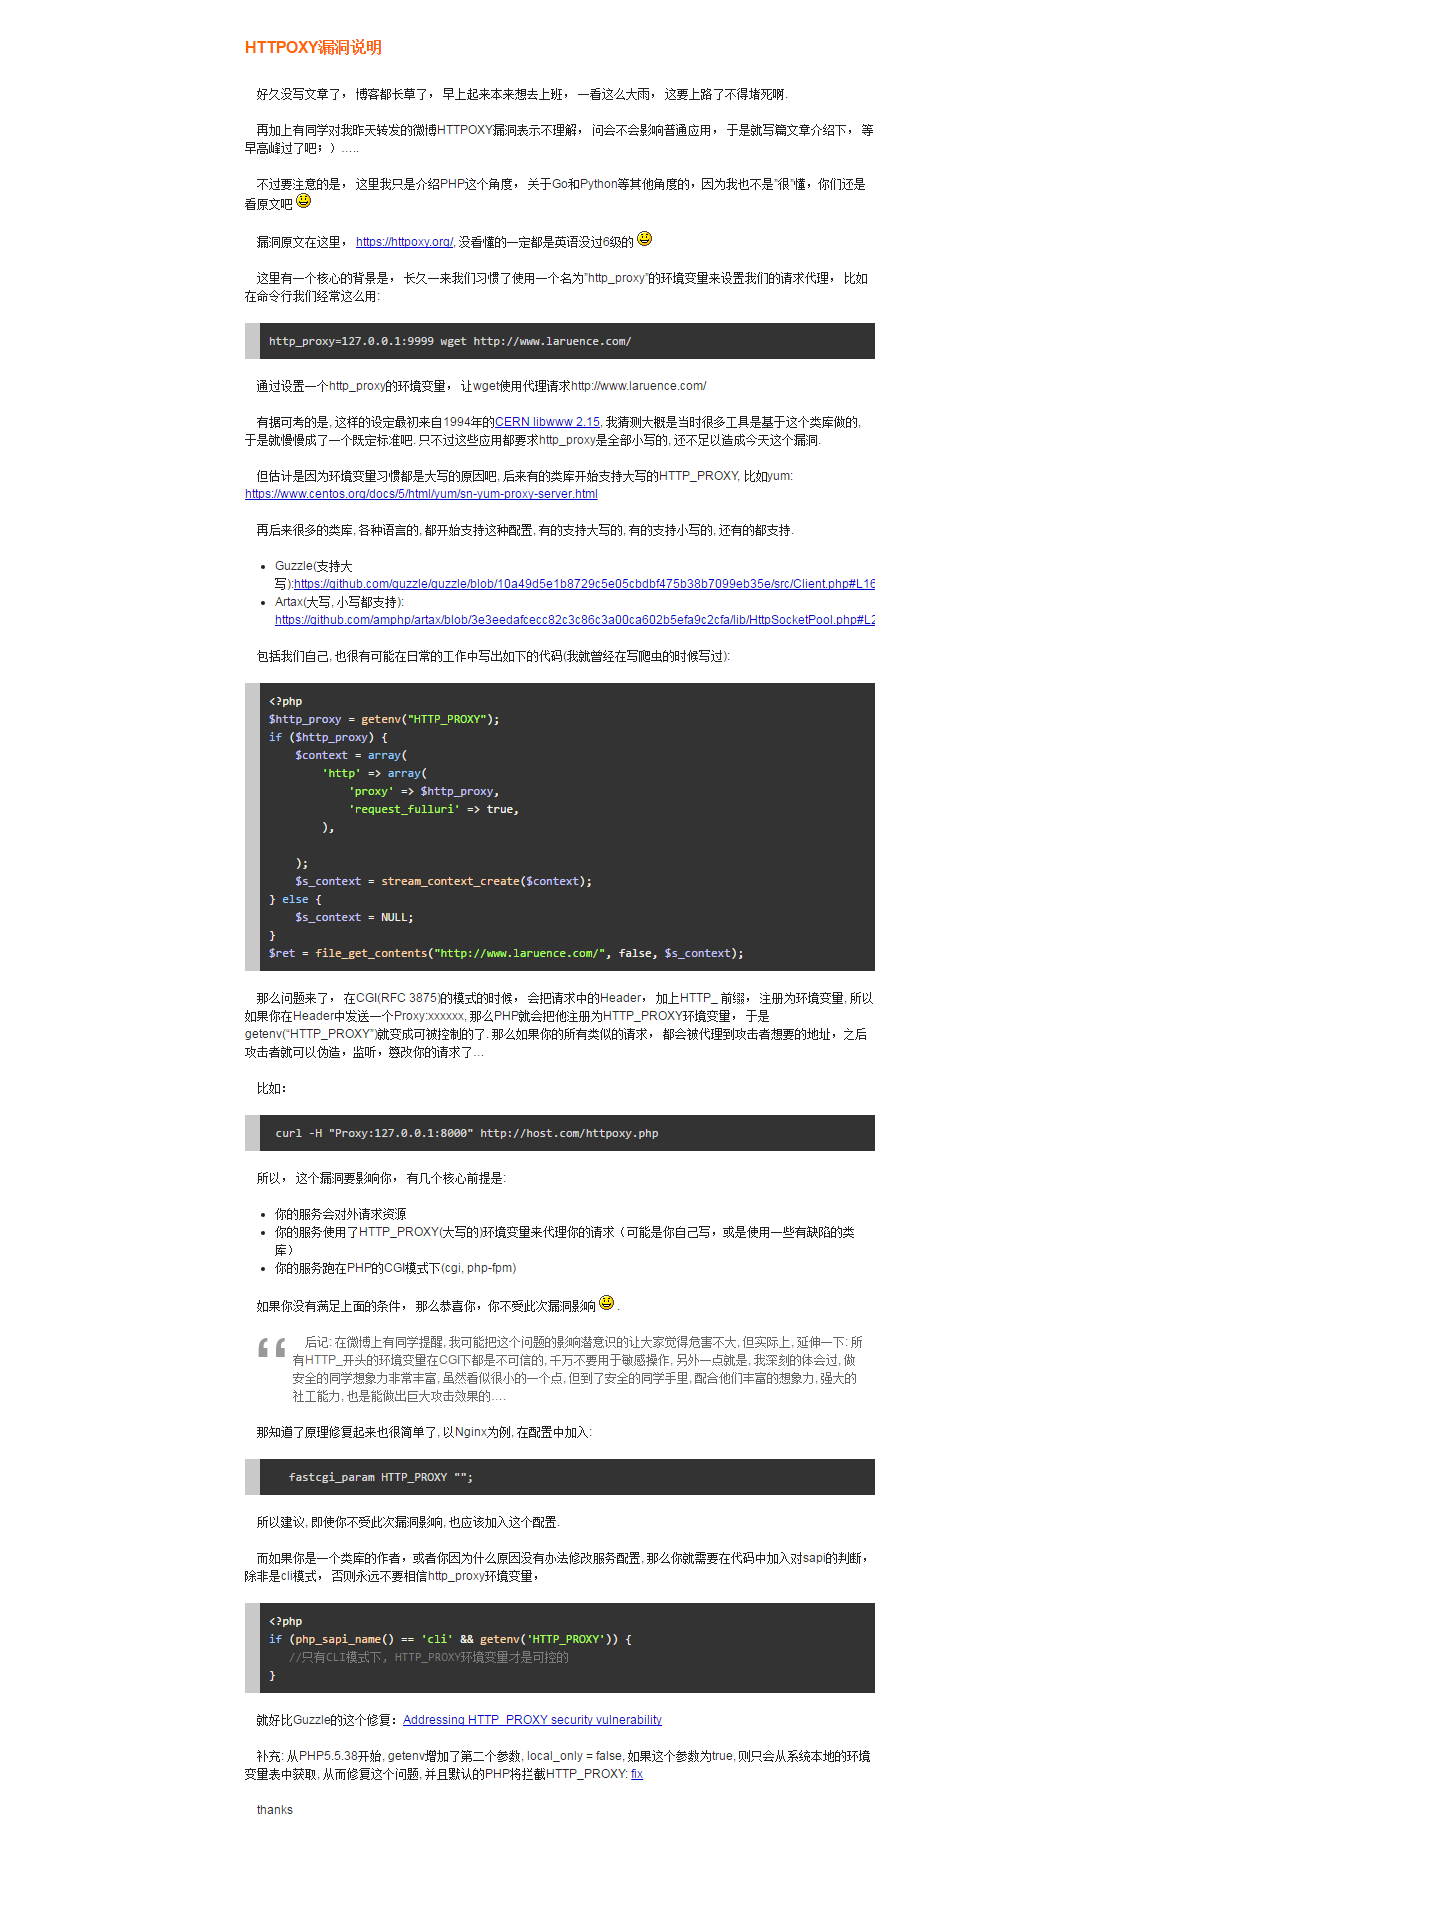 HTTPOXY漏洞说明
好久没写文章了， 博客都长草了， 早上起来本来想去上班， 一看这么大雨， 这要上路了不得堵死啊.
再加上有同学对我昨天转发的微博HTTPOXY漏洞表示不理解， 问会不会影响普通应用， 于是就写篇文章介绍下， 等
早高峰过了吧；）…..
不过要注意的是， 这里我只是介绍PHP这个角度， 关于Go和Python等其他角度的，因为我也不是”很”懂，你们还是
看原文吧
漏洞原文在这里， https://httpoxy.org/, 没看懂的一定都是英语没过6级的
这里有一个核心的背景是， 长久一来我们习惯了使用一个名为”http_proxy”的环境变量来设置我们的请求代理， 比如
在命令行我们经常这么用:
http_proxy=127.0.0.1:9999 wget http://www.laruence.com/
通过设置一个http_proxy的环境变量， 让wget使用代理请求http://www.laruence.com/
有据可考的是, 这样的设定最初来自1994年的CERN libwww 2.15, 我猜测大概是当时很多工具是基于这个类库做的,
于是就慢慢成了一个既定标准吧. 只不过这些应用都要求http_proxy是全部小写的, 还不足以造成今天这个漏洞.
但估计是因为环境变量习惯都是大写的原因吧, 后来有的类库开始支持大写的HTTP_PROXY, 比如yum:
https://www.centos.org/docs/5/html/yum/sn-yum-proxy-server.html
再后来很多的类库, 各种语言的, 都开始支持这种配置, 有的支持大写的, 有的支持小写的, 还有的都支持.
Guzzle(支持大
写):https://github.com/guzzle/guzzle/blob/10a49d5e1b8729c5e05cbdbf475b38b7099eb35e/src/Client.php#L16
Artax(大写, 小写都支持):
https://github.com/amphp/artax/blob/3e3eedafcecc82c3c86c3a00ca602b5efa9c2cfa/lib/HttpSocketPool.php#L2
包括我们自己, 也很有可能在日常的工作中写出如下的代码(我就曾经在写爬虫的时候写过):
<?php
$http_proxy = getenv("HTTP_PROXY");
if ($http_proxy) {
    $context = array(
        'http' => array(
            'proxy' => $http_proxy,
            'request_fulluri' => true,
        ),
    );
    $s_context = stream_context_create($context);
} else {
    $s_context = NULL;
}
$ret = file_get_contents("http://www.laruence.com/", false, $s_context);
那么问题来了， 在CGI(RFC 3875)的模式的时候， 会把请求中的Header， 加上HTTP_ 前缀， 注册为环境变量, 所以
如果你在Header中发送一个Proxy:xxxxxx, 那么PHP就会把他注册为HTTP_PROXY环境变量， 于是
getenv(“HTTP_PROXY”)就变成可被控制的了. 那么如果你的所有类似的请求， 都会被代理到攻击者想要的地址，之后
攻击者就可以伪造，监听，篡改你的请求了…
比如：
curl -H "Proxy:127.0.0.1:8000" http://host.com/httpoxy.php
所以， 这个漏洞要影响你， 有几个核心前提是:
你的服务会对外请求资源
你的服务使用了HTTP_PROXY(大写的)环境变量来代理你的请求（可能是你自己写，或是使用一些有缺陷的类
库）
你的服务跑在PHP的CGI模式下(cgi, php-fpm)
如果你没有满足上面的条件， 那么恭喜你，你不受此次漏洞影响 .
“ 后记: 在微博上有同学提醒, 我可能把这个问题的影响潜意识的让大家觉得危害不大, 但实际上, 延伸一下: 所
有HTTP_开头的环境变量在CGI下都是不可信的, 千万不要用于敏感操作, 另外一点就是, 我深刻的体会过, 做
安全的同学想象力非常丰富, 虽然看似很小的一个点, 但到了安全的同学手里, 配合他们丰富的想象力, 强大的
社工能力, 也是能做出巨大攻击效果的….
那知道了原理修复起来也很简单了, 以Nginx为例, 在配置中加入:
fastcgi_param HTTP_PROXY "";
所以建议, 即使你不受此次漏洞影响, 也应该加入这个配置.
而如果你是一个类库的作者，或者你因为什么原因没有办法修改服务配置, 那么你就需要在代码中加入对sapi的判断，
除非是cli模式， 否则永远不要相信http_proxy环境变量，
<?php
if (php_sapi_name() == 'cli' && getenv('HTTP_PROXY')) {
   //只有CLI模式下, HTTP_PROXY环境变量才是可控的
}
就好比Guzzle的这个修复：Addressing HTTP_PROXY security vulnerability
补充: 从PHP5.5.38开始, getenv增加了第二个参数, local_only = false, 如果这个参数为true, 则只会从系统本地的环境
变量表中获取, 从而修复这个问题, 并且默认的PHP将拦截HTTP_PROXY: fix
thanks